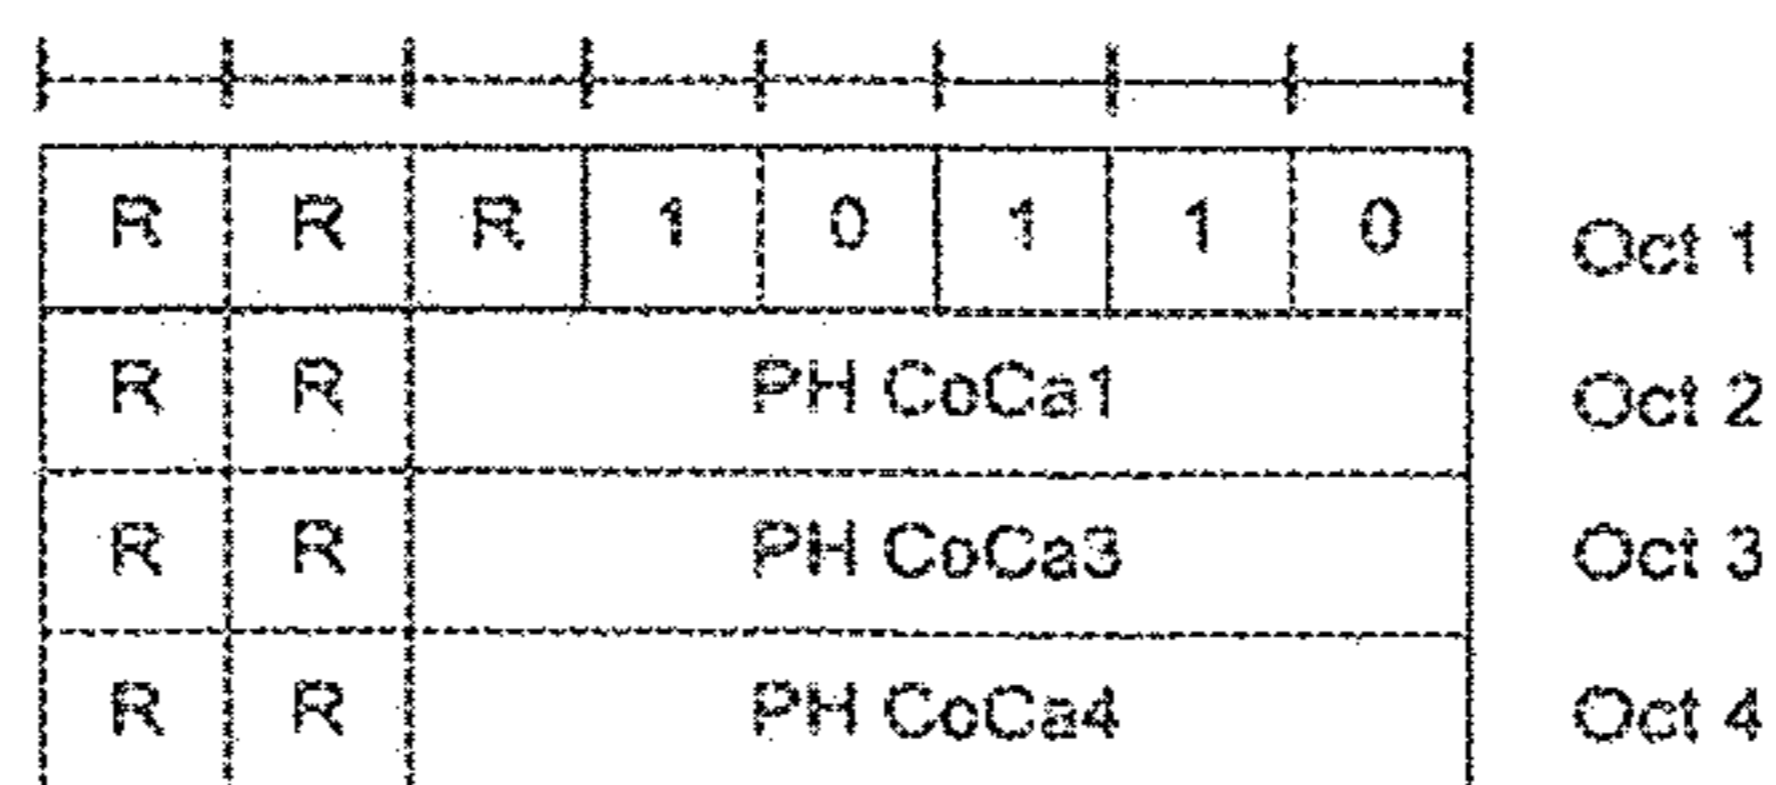 R R R 1 0 1 1 0 Oct 1
R R PH CoCa1 Oct 2
R R PH CoCa3 Oct 3
R R PH CoCa4 Oct 4